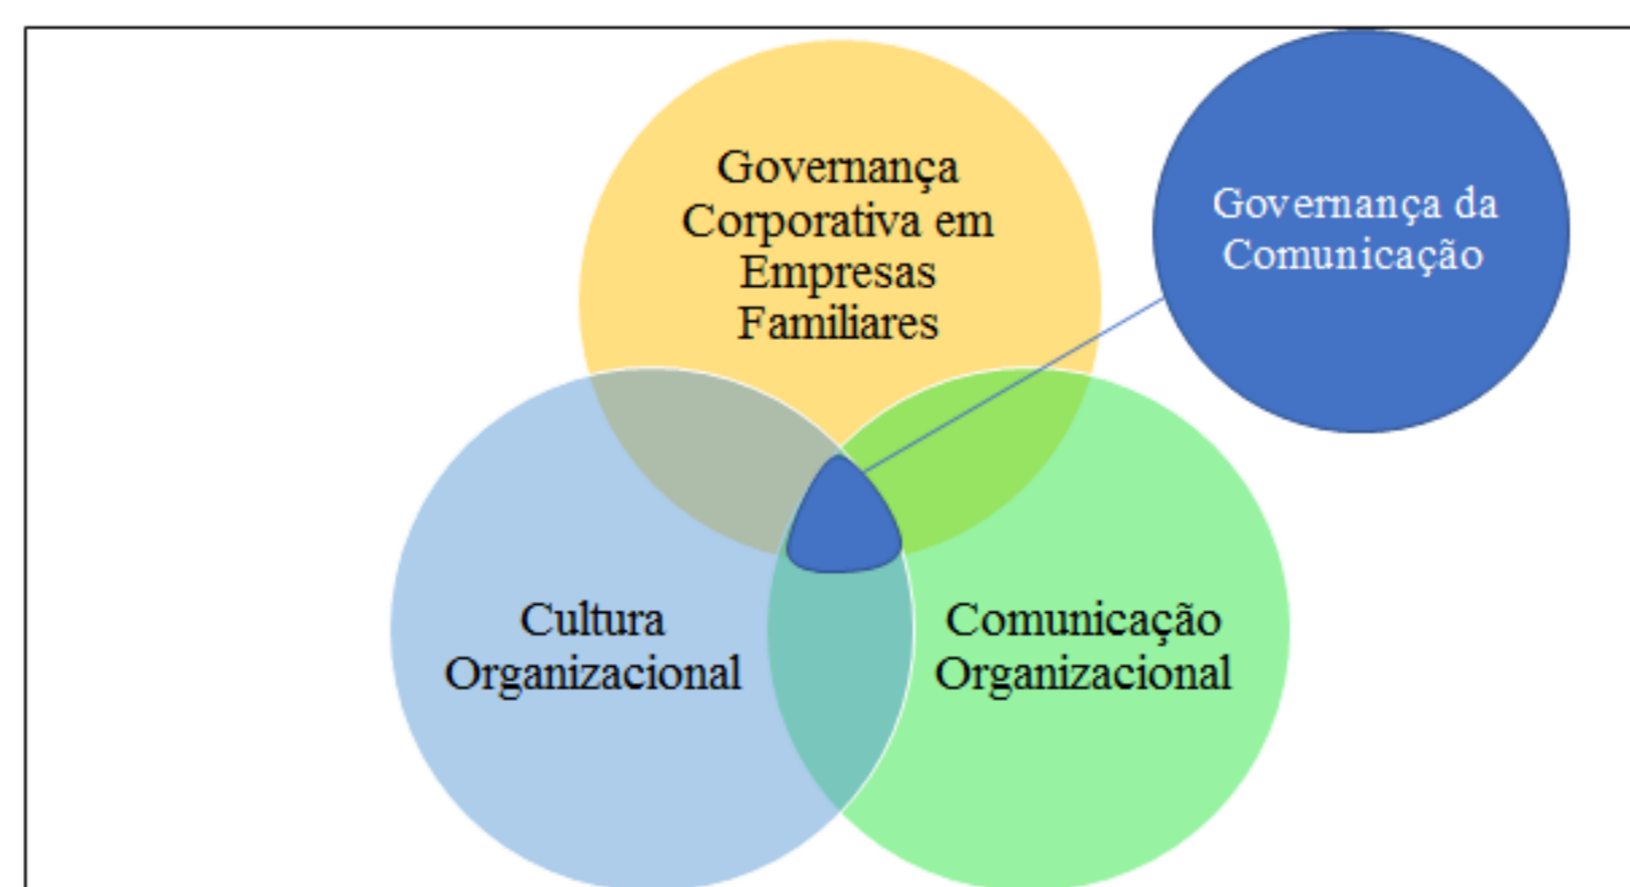 Governança
Corporativa em
Empresas
Familiares
Governança da
Comunicação
Cultura
Organizacional
Comunicação
Organizacional